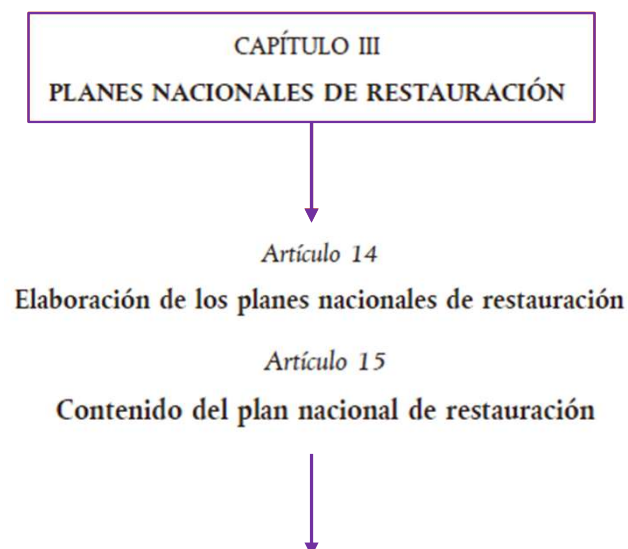 CAPÍTULO III
PLANES NACIONALES DE RESTAURACIÓN
Artículo 14
Elaboración de los planes nacionales de restauración
Artículo 15
Contenido del plan nacional de restauración